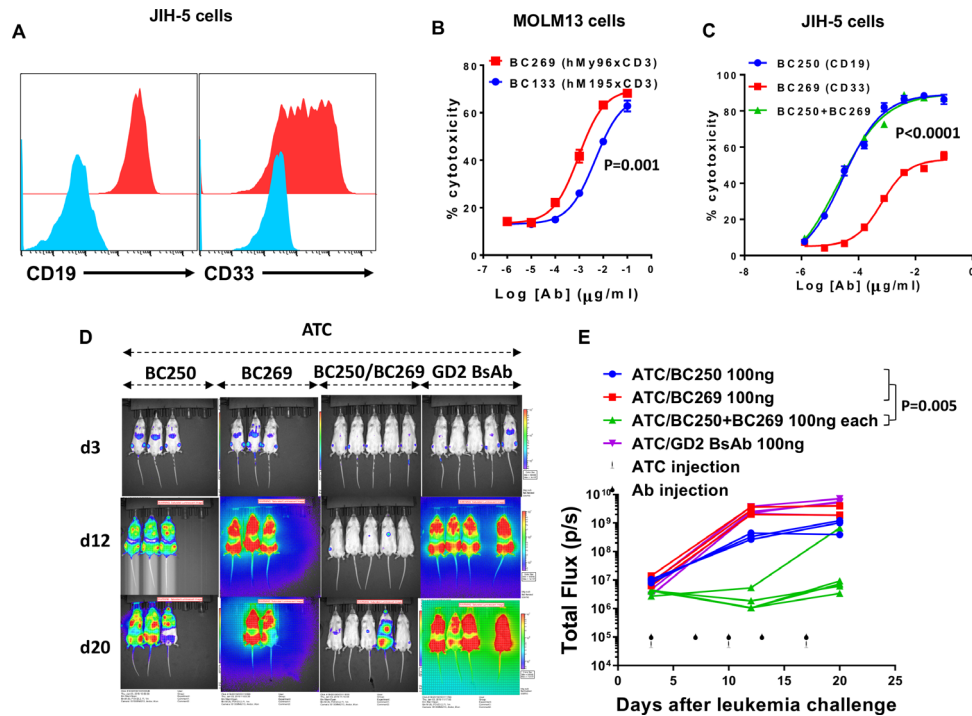 JIH-5 cells
A
CD19
CD33
MOLM13 cells
B
BC269 (hMy96xCD3)
BC133 (hM195xCD3)
80
60
40
20
0
% cytotoxicity
P=0.001
-7 -6 -5 -4 -3 -2 -1 0
Log [Ab] (μg/ml)
JIH-5 cells
C
BC250 (CD19)
BC269 (CD33)
BC250+BC269
100
80
60
40
20
0
% cytotoxicity
P<0.0001
-6 -4 -2 0
Log [Ab] (μg/ml)
D
ATC
BC250 BC269 BC250/BC269 GD2 BsAb
d3
d12
d20
E
ATC/BC250 100ng
ATC/BC269 100ng
ATC/BC250+BC269 100ng each
ATC/GD2 BsAb 100ng
ATC injection
Ab injection
P=0.005
10^10
10^9
10^8
10^7
10^6
10^5
10^4
Total Flux (p/s)
0 5 10 15 20 25
Days after leukemia challenge